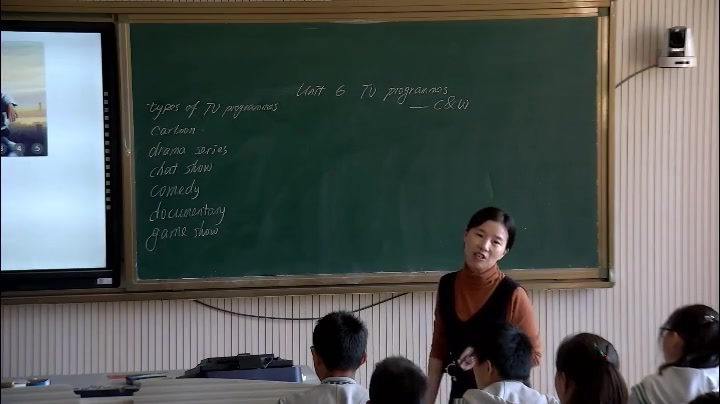 Unit 6 TV programmes
— C&W
types of TV programmes
cartoon
drama series
chat show
comedy
documentary
game show